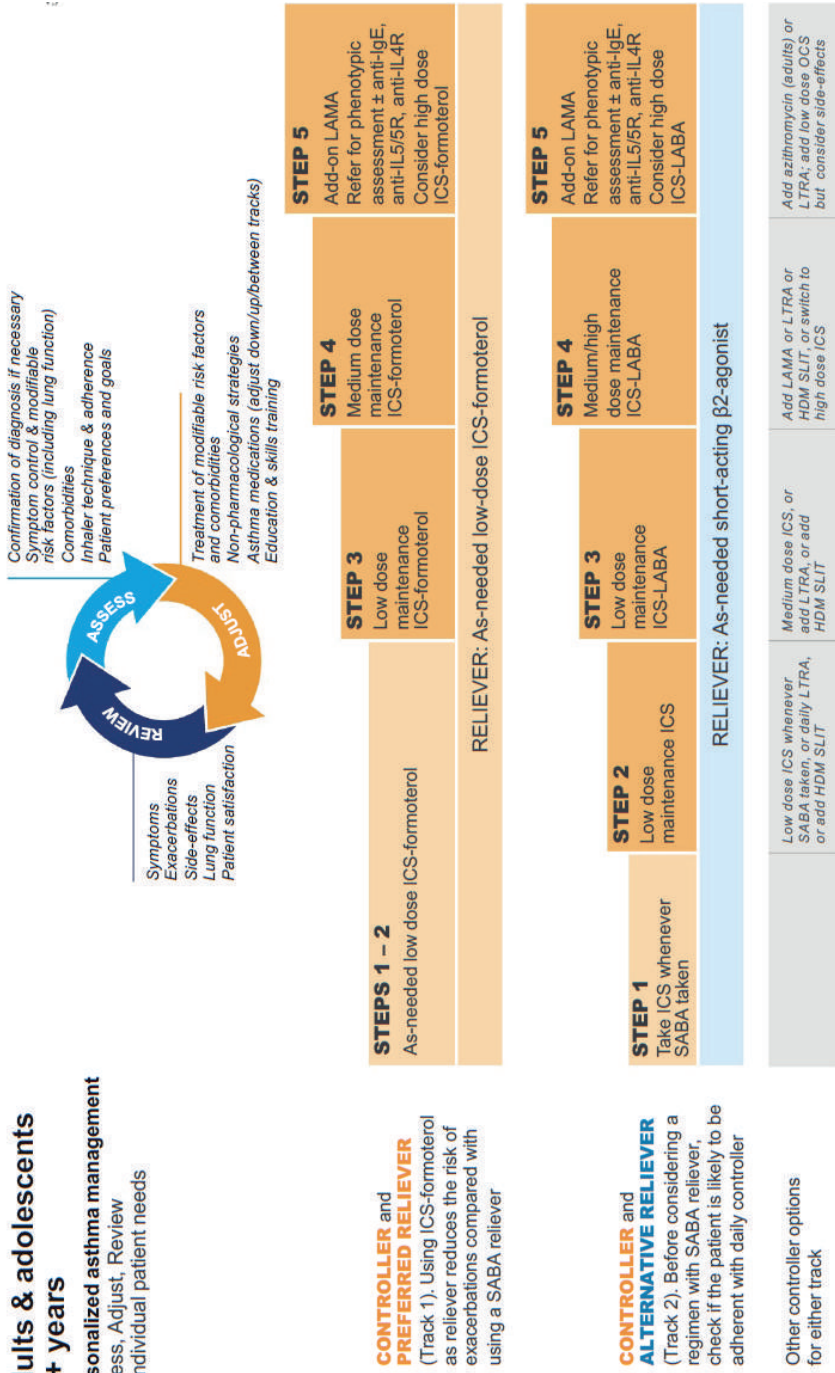 ults & adolescents
+ years
sonalized asthma management
ess, Adjust, Review
ndividual patient needs
Confirmation of diagnosis if necessary
Symptom control & modifiable
risk factors (including lung function)
Comorbidities
Inhaler technique & adherence
Patient preferences and goals
ASSESS
ADJUST
REVIEW
Symptoms
Exacerbations
Side-effects
Lung function
Patient satisfaction
Treatment of modifiable risk factors
and comorbidities
Non-pharmacological strategies
Asthma medications (adjust down/up/between tracks)
Education & skills training
CONTROLLER and
PREFERRED RELIEVER
(Track 1). Using ICS-formoterol
as reliever reduces the risk of
exacerbations compared with
using a SABA reliever
STEPS 1 – 2
As-needed low dose ICS-formoterol
STEP 3
Low dose
maintenance
ICS-formoterol
STEP 4
Medium dose
maintenance
ICS-formoterol
STEP 5
Add-on LAMA
Refer for phenotypic
assessment ± anti-IgE,
anti-IL5/5R, anti-IL4R
Consider high dose
ICS-formoterol
RELIEVER: As-needed low-dose ICS-formoterol
CONTROLLER and
ALTERNATIVE RELIEVER
(Track 2). Before considering a
regimen with SABA reliever,
check if the patient is likely to be
adherent with daily controller
STEP 1
Take ICS whenever
SABA taken
STEP 2
Low dose
maintenance ICS
STEP 3
Low dose
maintenance
ICS-LABA
STEP 4
Medium/high
dose maintenance
ICS-LABA
STEP 5
Add-on LAMA
Refer for phenotypic
assessment ± anti-IgE,
anti-IL5/5R, anti-IL4R
Consider high dose
ICS-LABA
RELIEVER: As-needed short-acting β2-agonist
Other controller options
for either track
Low dose ICS whenever
SABA taken, or daily LTRA,
or add HDM SLIT
Medium dose ICS, or
add LTRA, or add
HDM SLIT
Add LAMA or LTRA or
HDM SLIT, or switch to
high dose ICS
Add azithromycin (adults) or
LTRA; add low dose OCS
but consider side-effects